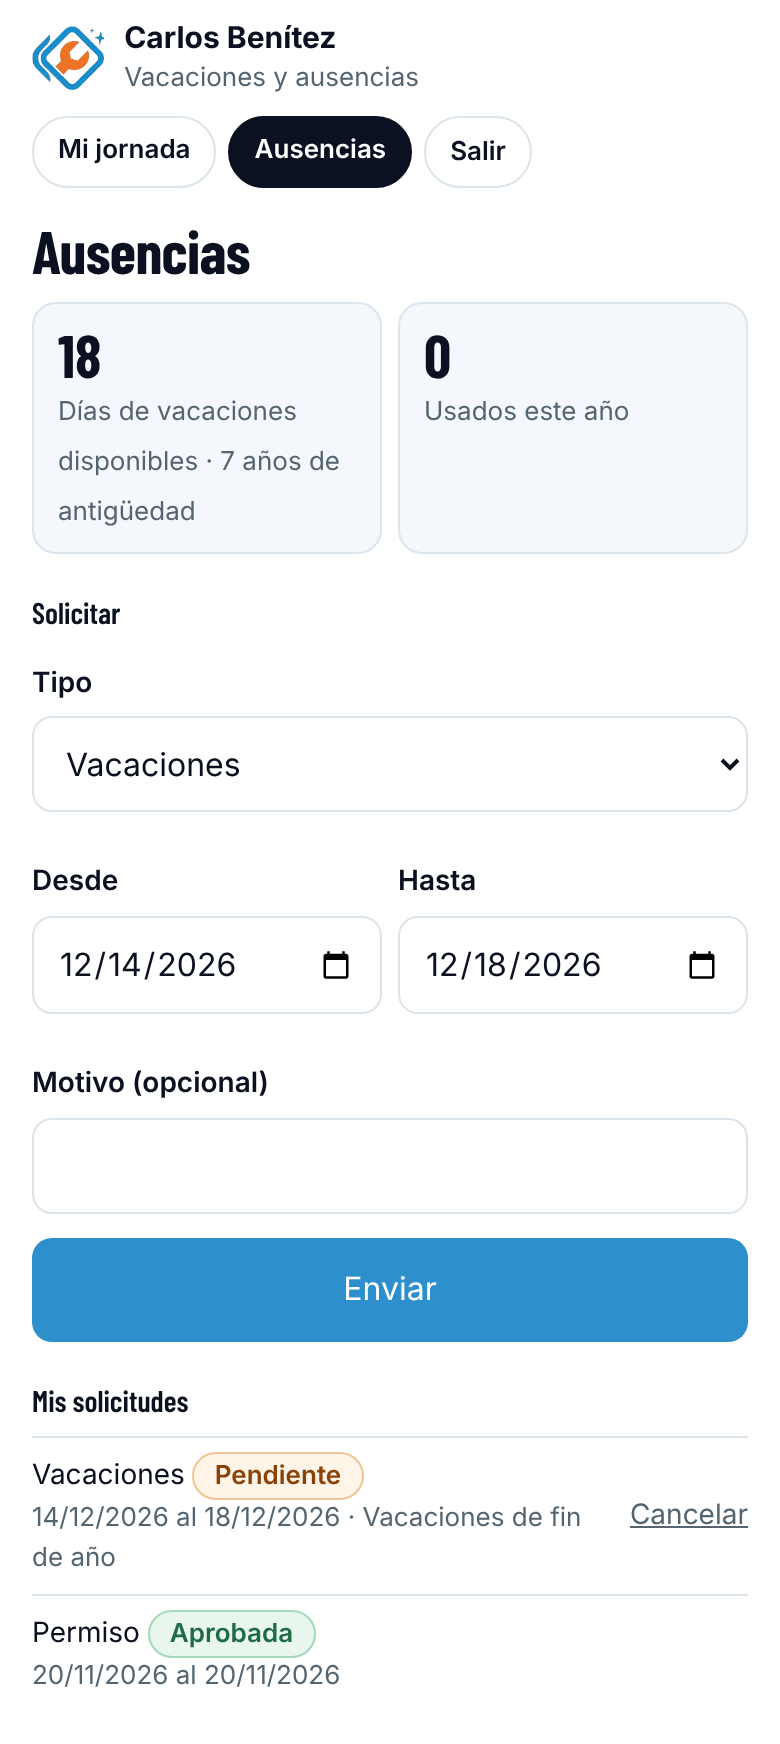 Carlos Benítez
Vacaciones y ausencias
Mi jornada
Ausencias
Salir
Ausencias
18
Días de vacaciones
disponibles · 7 años de
antigüedad
0
Usados este año
Solicitar
Tipo
Vacaciones
Desde
Hasta
12/14/2026
12/18/2026
Motivo (opcional)
Enviar
Mis solicitudes
Vacaciones Pendiente
14/12/2026 al 18/12/2026 · Vacaciones de fin
de año
Cancelar
Permiso Aprobada
20/11/2026 al 20/11/2026